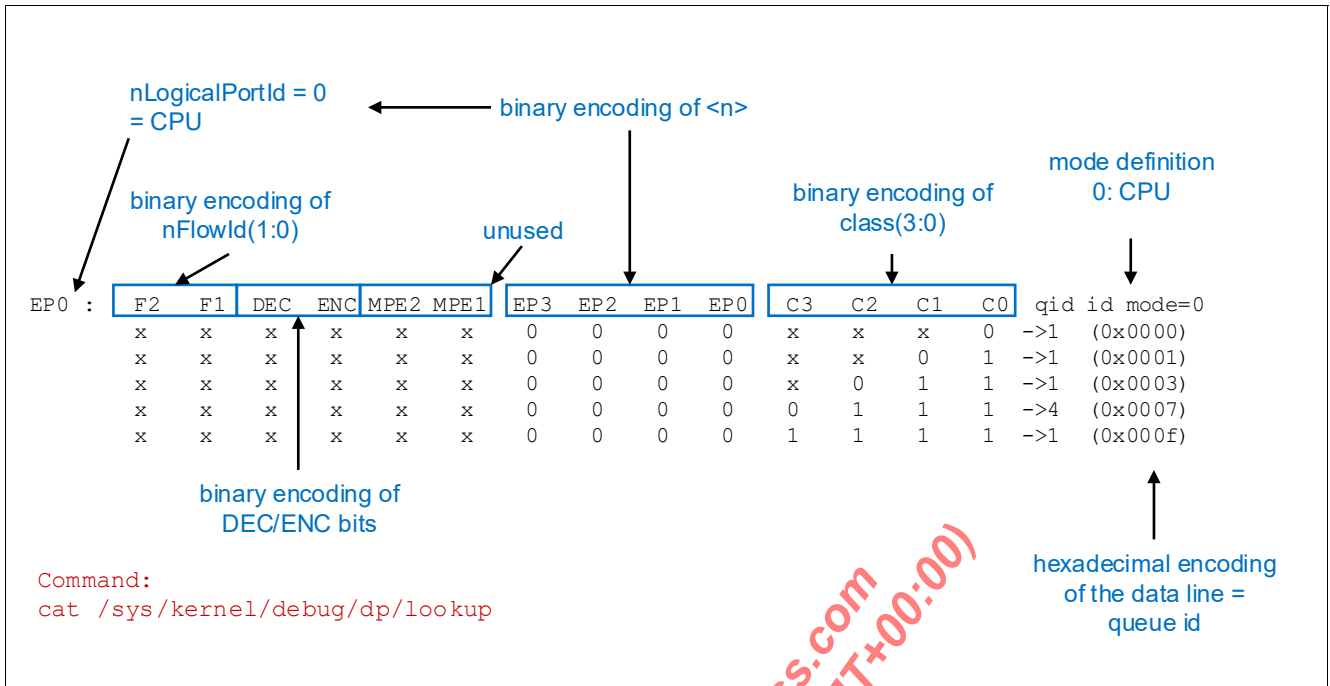 nLogicalPortId = 0
= CPU
binary encoding of <n>
mode definition
0: CPU
binary encoding of
nFlowId(1:0)
unused
binary encoding of
class(3:0)
EP0 : F2 F1 DEC ENC MPE2 MPE1 EP3 EP2 EP1 EP0 C3 C2 C1 C0 qid id mode=0
x x x x x x 0 0 0 0 x x x 0 ->1 (0x0000)
x x x x x x 0 0 0 0 x x 0 1 ->1 (0x0001)
x x x x x x 0 0 0 0 x 0 1 1 ->1 (0x0003)
x x x x x x 0 0 0 0 0 1 1 1 ->4 (0x0007)
x x x x x x 0 0 0 0 1 1 1 1 ->1 (0x000f)
binary encoding of
DEC/ENC bits
hexadecimal encoding
of the data line =
queue id
Command:
cat /sys/kernel/debug/dp/lookup
s.com
T+00:00)